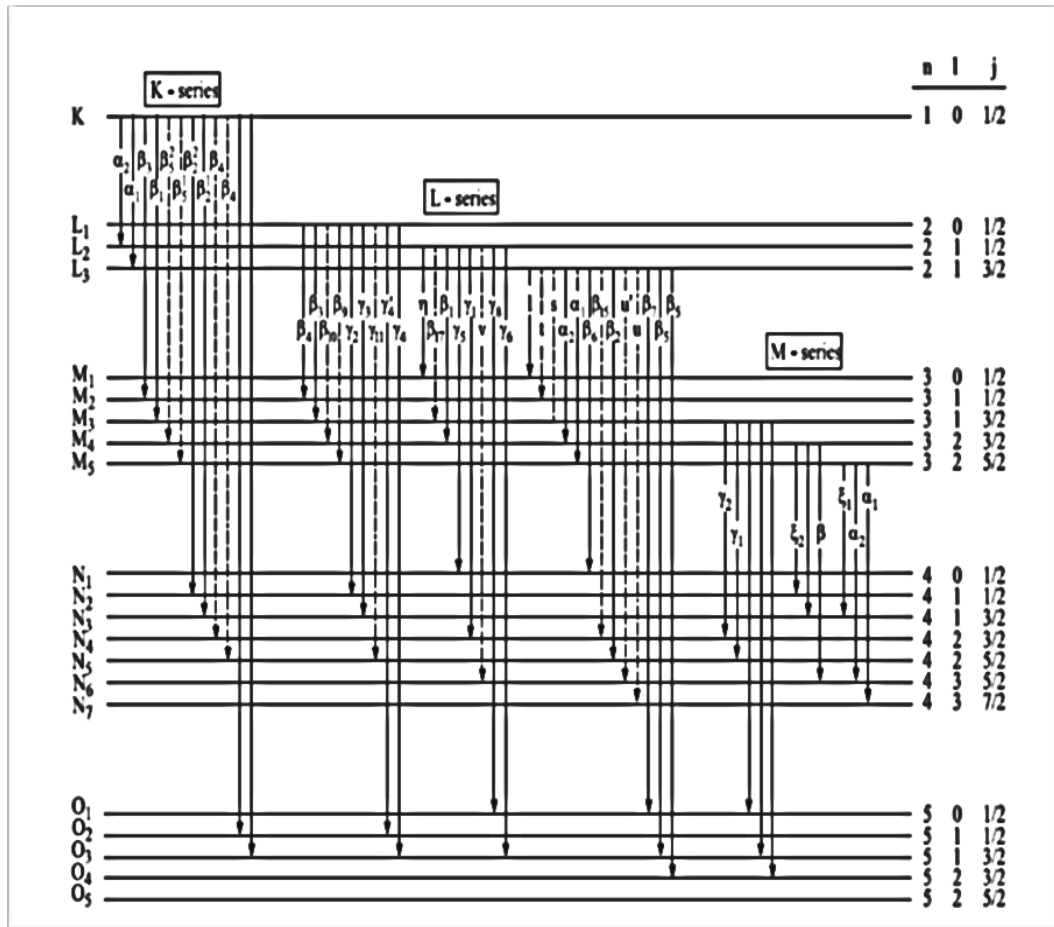 n l j
K - series
K 1 0 1/2
α₂ β₃ β₅² β₂² β₄
α₁ β₁ β₅ β₂ β₄
L - series
L₁ 2 0 1/2
L₂ 2 1 1/2
L₃ 2 1 3/2
β₃ β₉ γ₃ γ₄' η β₁ γ₁ γ₈ s α₁ β₁₅ u' β₇ β₅
β₄ β₁₀ γ₂ γ₁₁ γ₄ β₁₇ γ₅ v γ₆ t α₂ β₆ β₂ u β₅
M - series
M₁ 3 0 1/2
M₂ 3 1 1/2
M₃ 3 1 3/2
M₄ 3 2 3/2
M₅ 3 2 5/2
γ₂ ξ₁ α₁
γ₁ ξ₂ β α₂
N₁ 4 0 1/2
N₂ 4 1 1/2
N₃ 4 1 3/2
N₄ 4 2 3/2
N₅ 4 2 5/2
N₆ 4 3 5/2
N₇ 4 3 7/2
O₁ 5 0 1/2
O₂ 5 1 1/2
O₃ 5 1 3/2
O₄ 5 2 3/2
O₅ 5 2 5/2